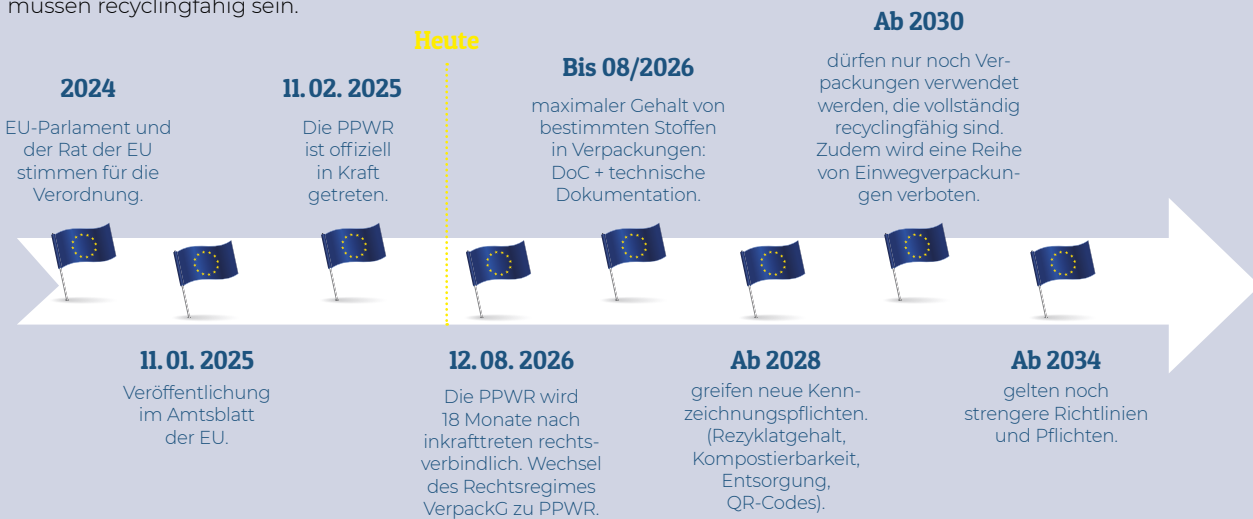 müssen recyclingfähig sein.
Heute
2024
EU-Parlament und
der Rat der EU
stimmen für die
Verordnung.
11. 01. 2025
Veröffentlichung
im Amtsblatt
der EU.
11. 02. 2025
Die PPWR
ist offiziell
in Kraft
getreten.
12. 08. 2026
Die PPWR wird
18 Monate nach
inkrafttreten rechts-
verbindlich. Wechsel
des Rechtsregimes
VerpackG zu PPWR.
Bis 08/2026
maximaler Gehalt von
bestimmten Stoffen
in Verpackungen:
DoC + technische
Dokumentation.
Ab 2028
greifen neue Kenn-
zeichnungspflichten.
(Rezyklatgehalt,
Kompostierbarkeit,
Entsorgung,
QR-Codes).
Ab 2030
dürfen nur noch Ver-
packungen verwendet
werden, die vollständig
recyclingfähig sind.
Zudem wird eine Reihe
von Einwegverpackun-
gen verboten.
Ab 2034
gelten noch
strengere Richtlinien
und Pflichten.